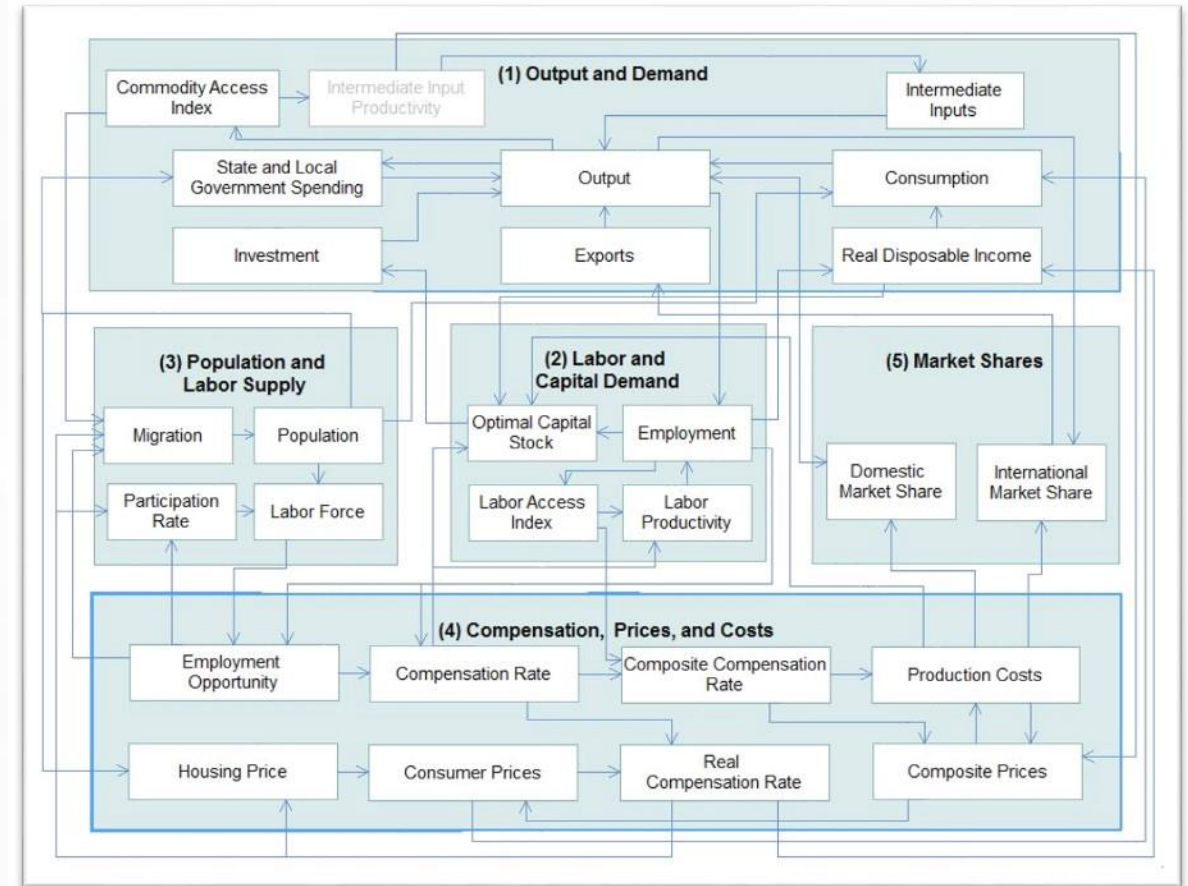 (1) Output and Demand
Commodity Access
Index
Intermediate Input
Productivity
Intermediate
Inputs
State and Local
Government Spending
Output
Consumption
Investment
Exports
Real Disposable Income
(3) Population and
Labor Supply
Migration
Population
Participation
Rate
Labor Force
(2) Labor and
Capital Demand
Optimal Capital
Stock
Employment
Labor Access
Index
Labor
Productivity
(5) Market Shares
Domestic
Market Share
International
Market Share
(4) Compensation, Prices, and Costs
Employment
Opportunity
Compensation Rate
Composite Compensation
Rate
Production Costs
Housing Price
Consumer Prices
Real
Compensation Rate
Composite Prices